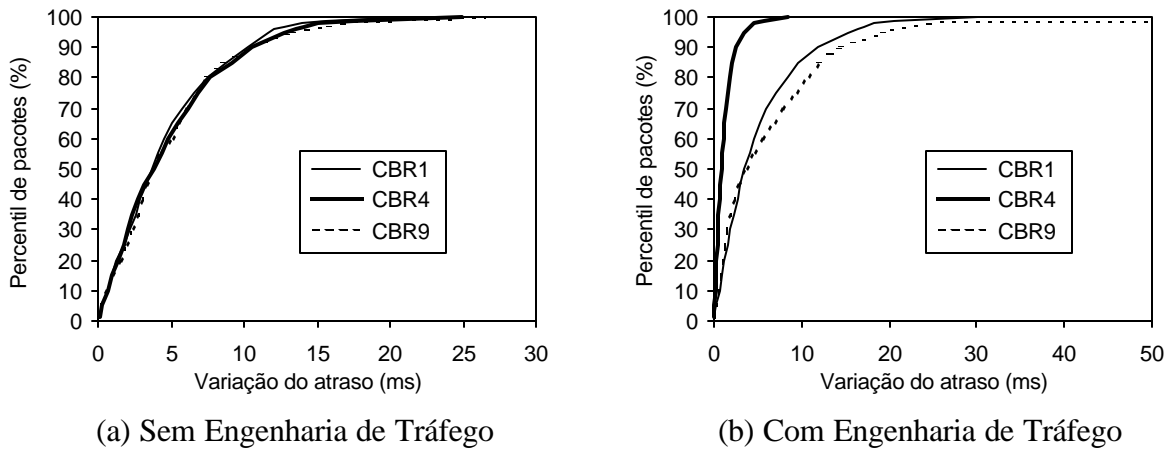 100
90
80
70
60
50
40
30
20
10
0
Percentil de pacotes (%)
CBR1
CBR4
CBR9
0 5 10 15 20 25 30
Variação do atraso (ms)
(a) Sem Engenharia de Tráfego
100
90
80
70
60
50
40
30
20
10
0
Percentil de pacotes (%)
CBR1
CBR4
CBR9
0 10 20 30 40 50
Variação do atraso (ms)
(b) Com Engenharia de Tráfego